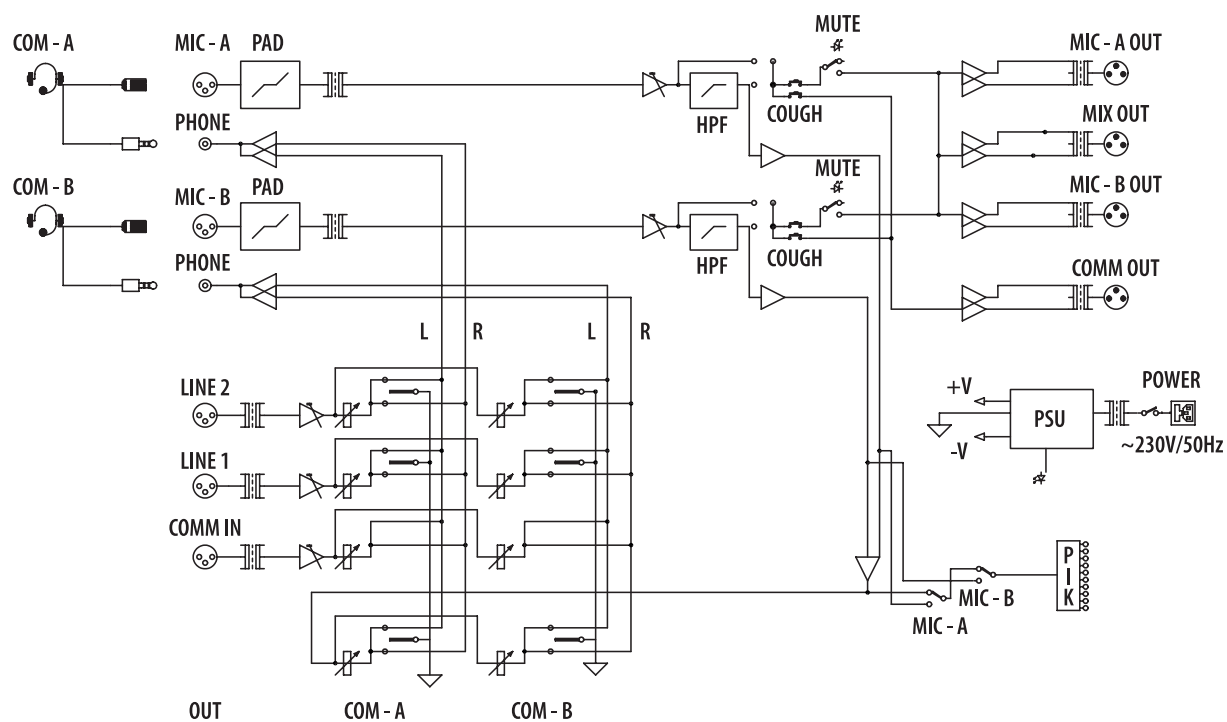 COM - A
MIC - A
PAD
MUTE
MIC - A OUT
HPF
COUGH
PHONE
MIX OUT
COM - B
MIC - B
PAD
MUTE
MIC - B OUT
HPF
COUGH
PHONE
COMM OUT
L
R
L
R
LINE 2
+V
PSU
POWER
-V
~230V/50Hz
LINE 1
COMM IN
P
I
K
MIC - B
MIC - A
OUT
COM - A
COM - B